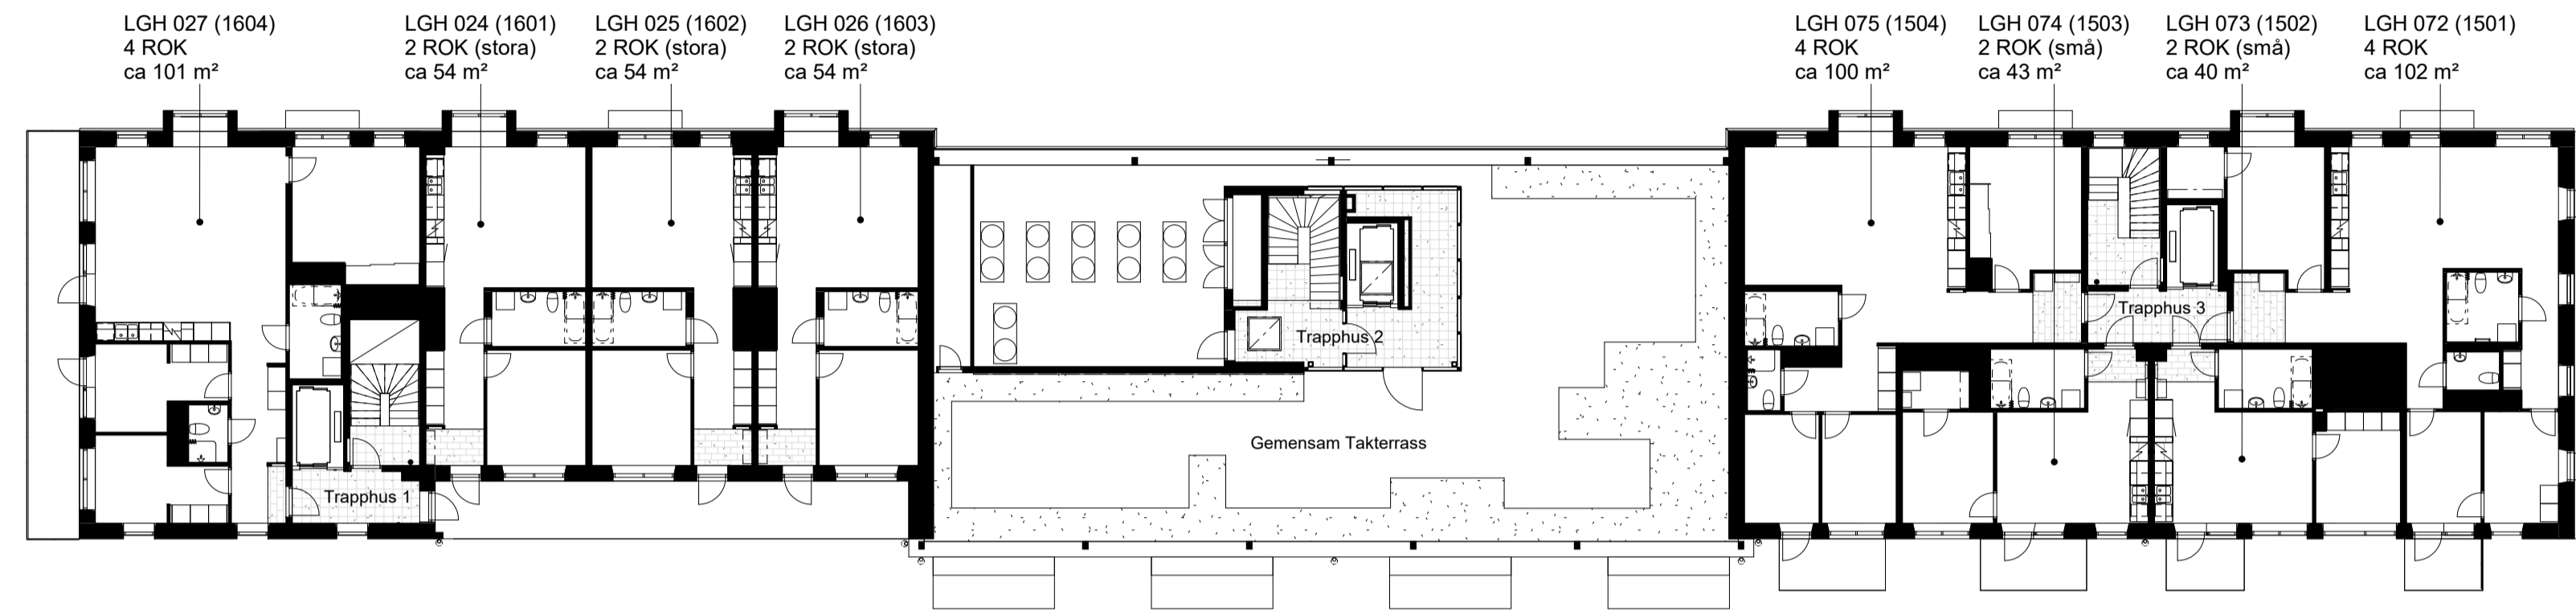 LGH 027 (1604)
4 ROK
ca 101 m²
LGH 024 (1601)
2 ROK (stora)
ca 54 m²
LGH 025 (1602)
2 ROK (stora)
ca 54 m²
LGH 026 (1603)
2 ROK (stora)
ca 54 m²
LGH 075 (1504)
4 ROK
ca 100 m²
LGH 074 (1503)
2 ROK (små)
ca 43 m²
LGH 073 (1502)
2 ROK (små)
ca 40 m²
LGH 072 (1501)
4 ROK
ca 102 m²
Trapphus 3
Trapphus 2
Gemensam Takterrass
Trapphus 1